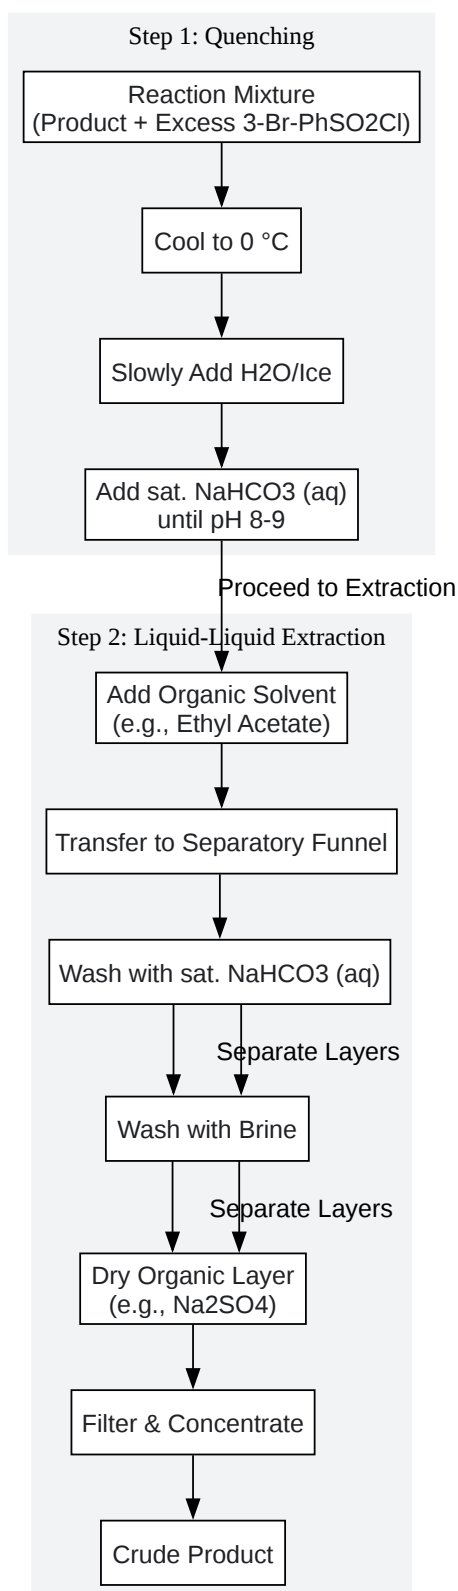 Step 1: Quenching
Reaction Mixture
(Product + Excess 3-Br-PhSO2Cl)
Cool to 0 °C
Slowly Add H2O/Ice
Add sat. NaHCO3 (aq)
until pH 8-9
Proceed to Extraction
Step 2: Liquid-Liquid Extraction
Add Organic Solvent
(e.g., Ethyl Acetate)
Transfer to Separatory Funnel
Wash with sat. NaHCO3 (aq)
Separate Layers
Wash with Brine
Separate Layers
Dry Organic Layer
(e.g., Na2SO4)
Filter & Concentrate
Crude Product